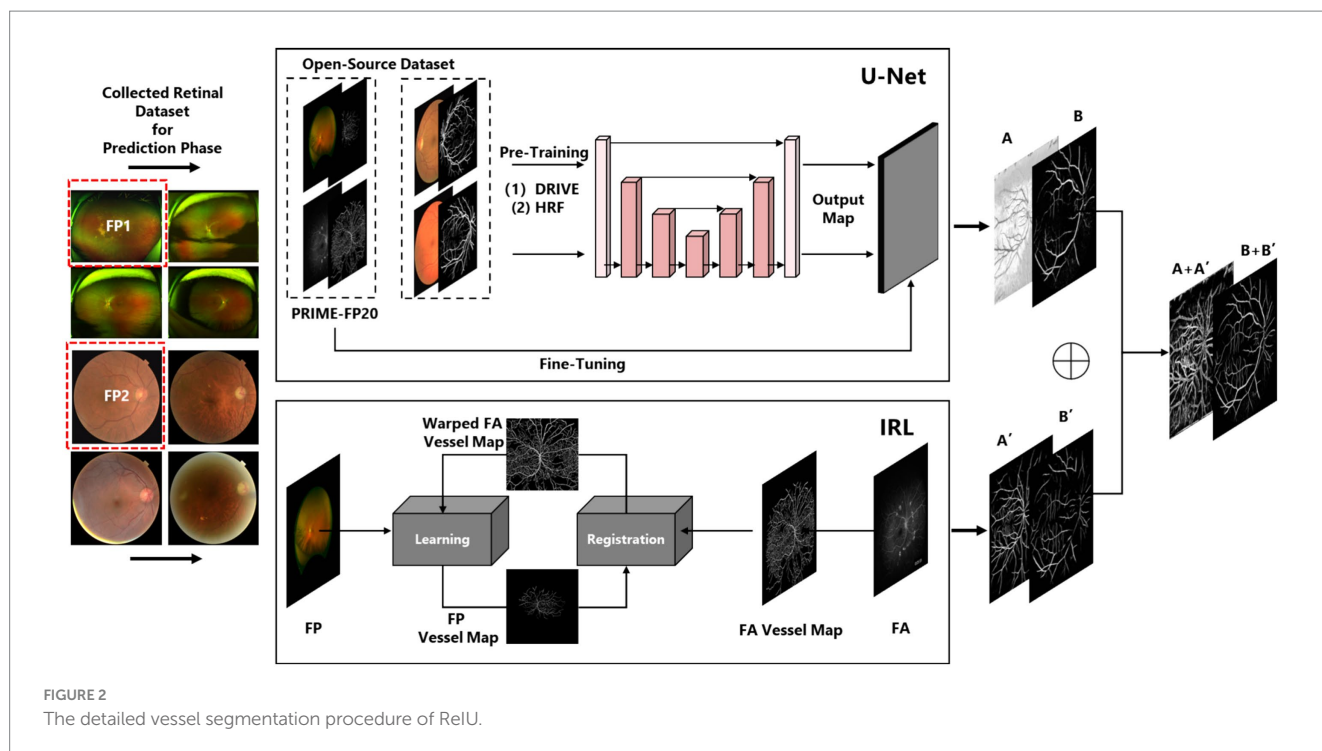 Collected Retinal
Dataset
for
Prediction Phase
FP1
FP2
Open-Source Dataset
U-Net
PRIME-FP20
Pre-Training
(1) DRIVE
(2) HRF
Output
Map
Fine-Tuning
A
B
A+A′
B+B′
IRL
Warped FA
Vessel Map
Learning
Registration
FP
FP
Vessel Map
FA Vessel Map
FA
A′
B′
FIGURE 2
The detailed vessel segmentation procedure of ReIU.